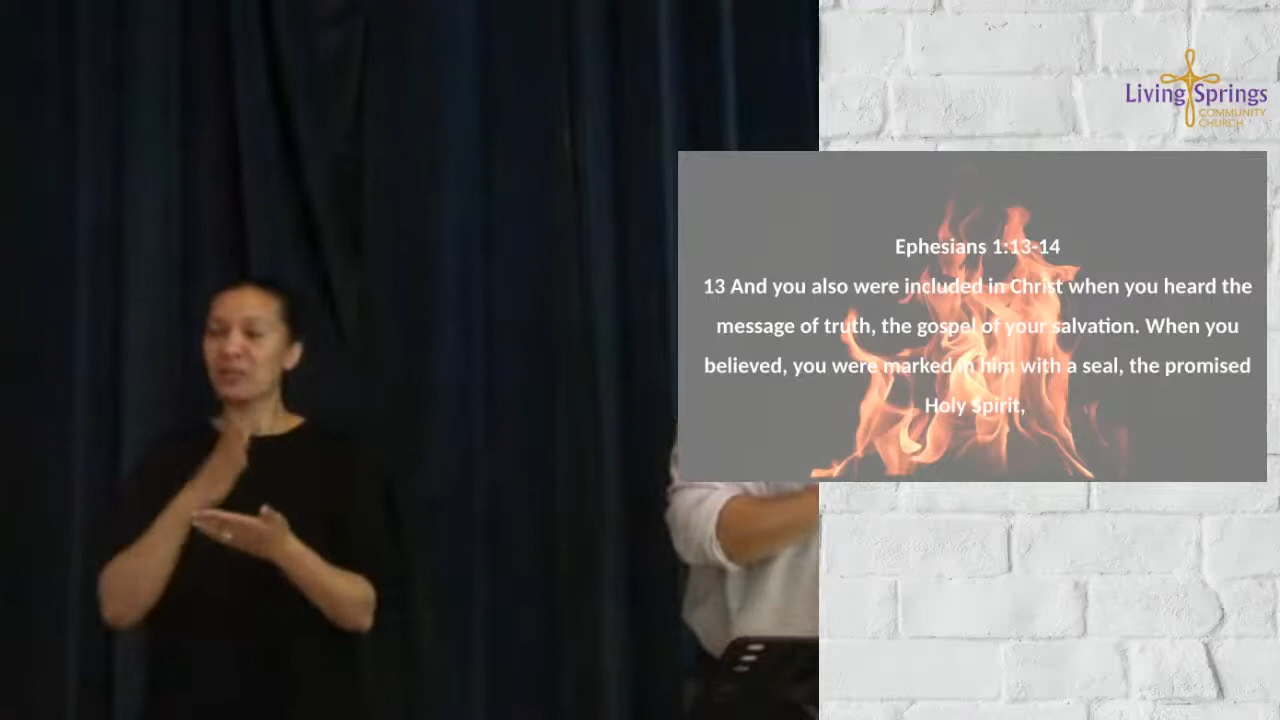 Living Springs
COMMUNITY
CHURCH
Ephesians 1:13-14
13 And you also were included in Christ when you heard the
message of truth, the gospel of your salvation. When you
believed, you were marked in him with a seal, the promised
Holy Spirit,